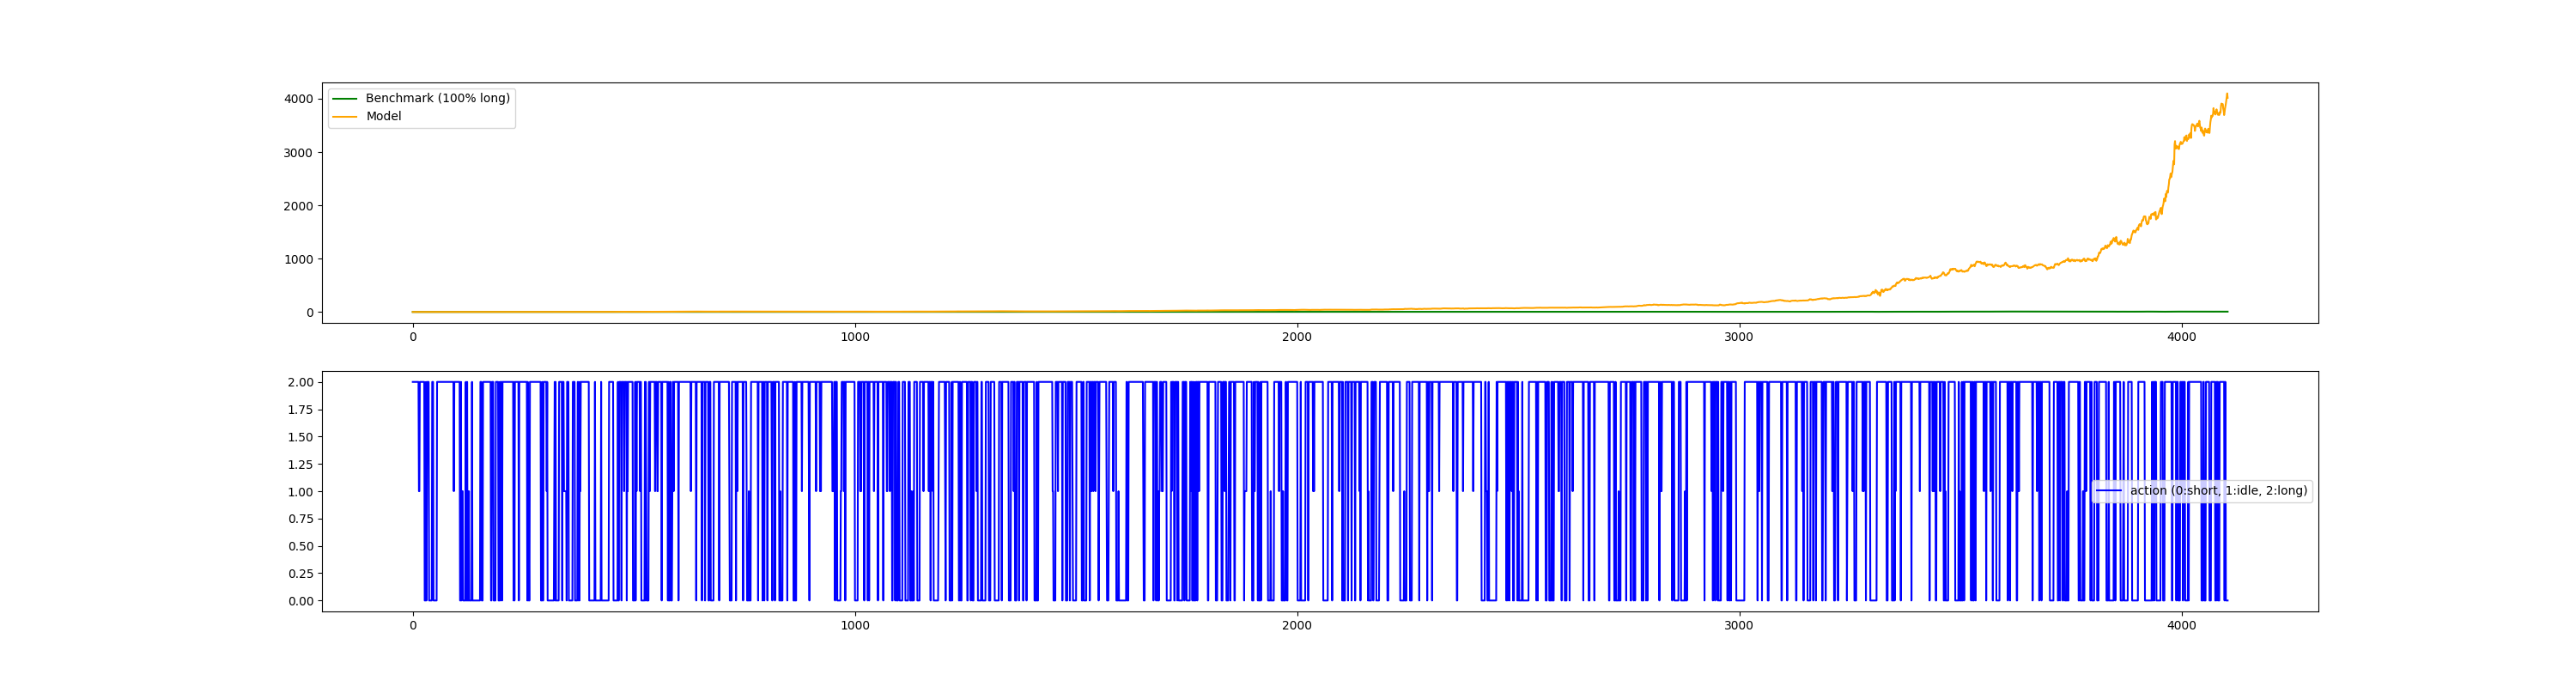 4000
3000
2000
1000
0
Benchmark (100% long)
Model
0 1000 2000 3000 4000
2.00
1.75
1.50
1.25
1.00
0.75
0.50
0.25
0.00
action (0:short, 1:idle, 2:long)
0 1000 2000 3000 4000